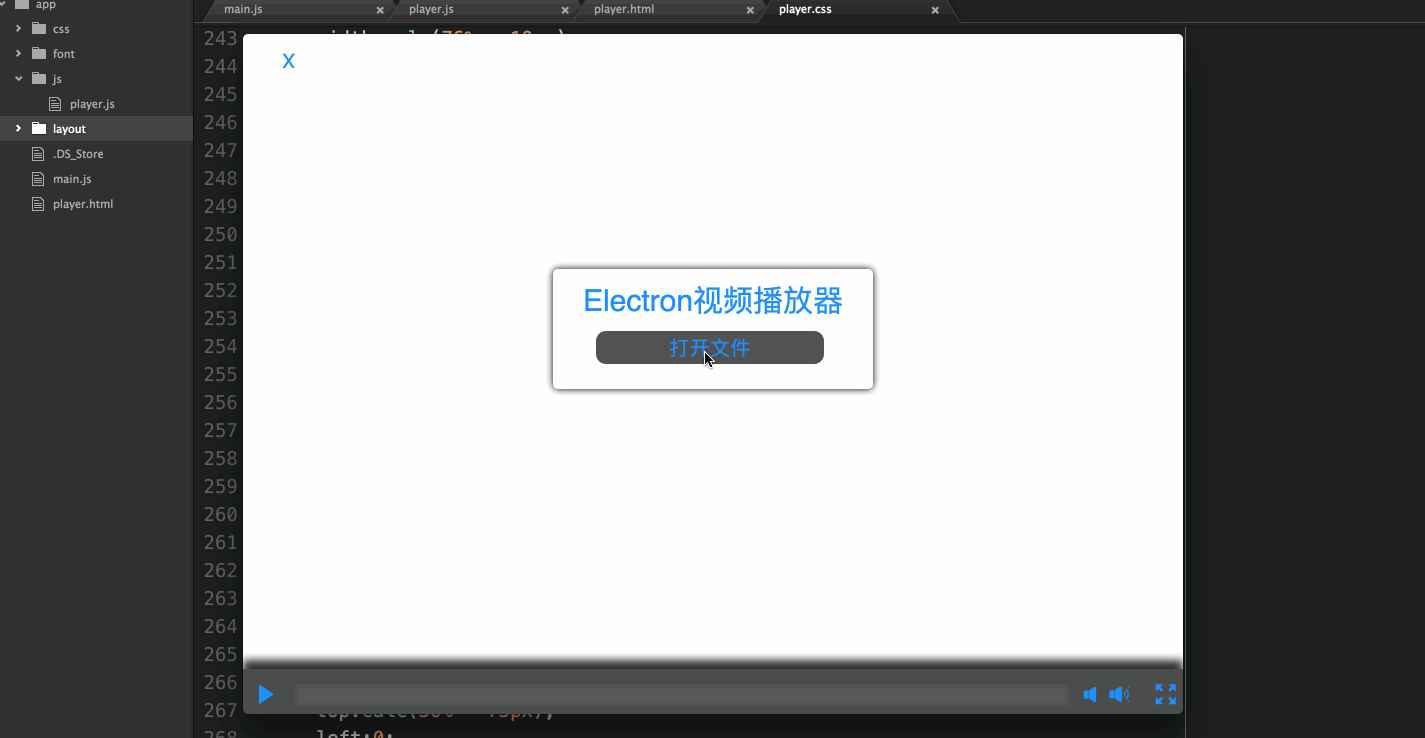 app
main.js
player.js
player.html
player.css
css
font
js
player.js
layout
.DS_Store
main.js
player.html
243
244
245
246
247
248
249
250
251
252
253
254
255
256
257
258
259
260
261
262
263
264
265
266
267
268
X
Electron视频播放器
打开文件
left:0;